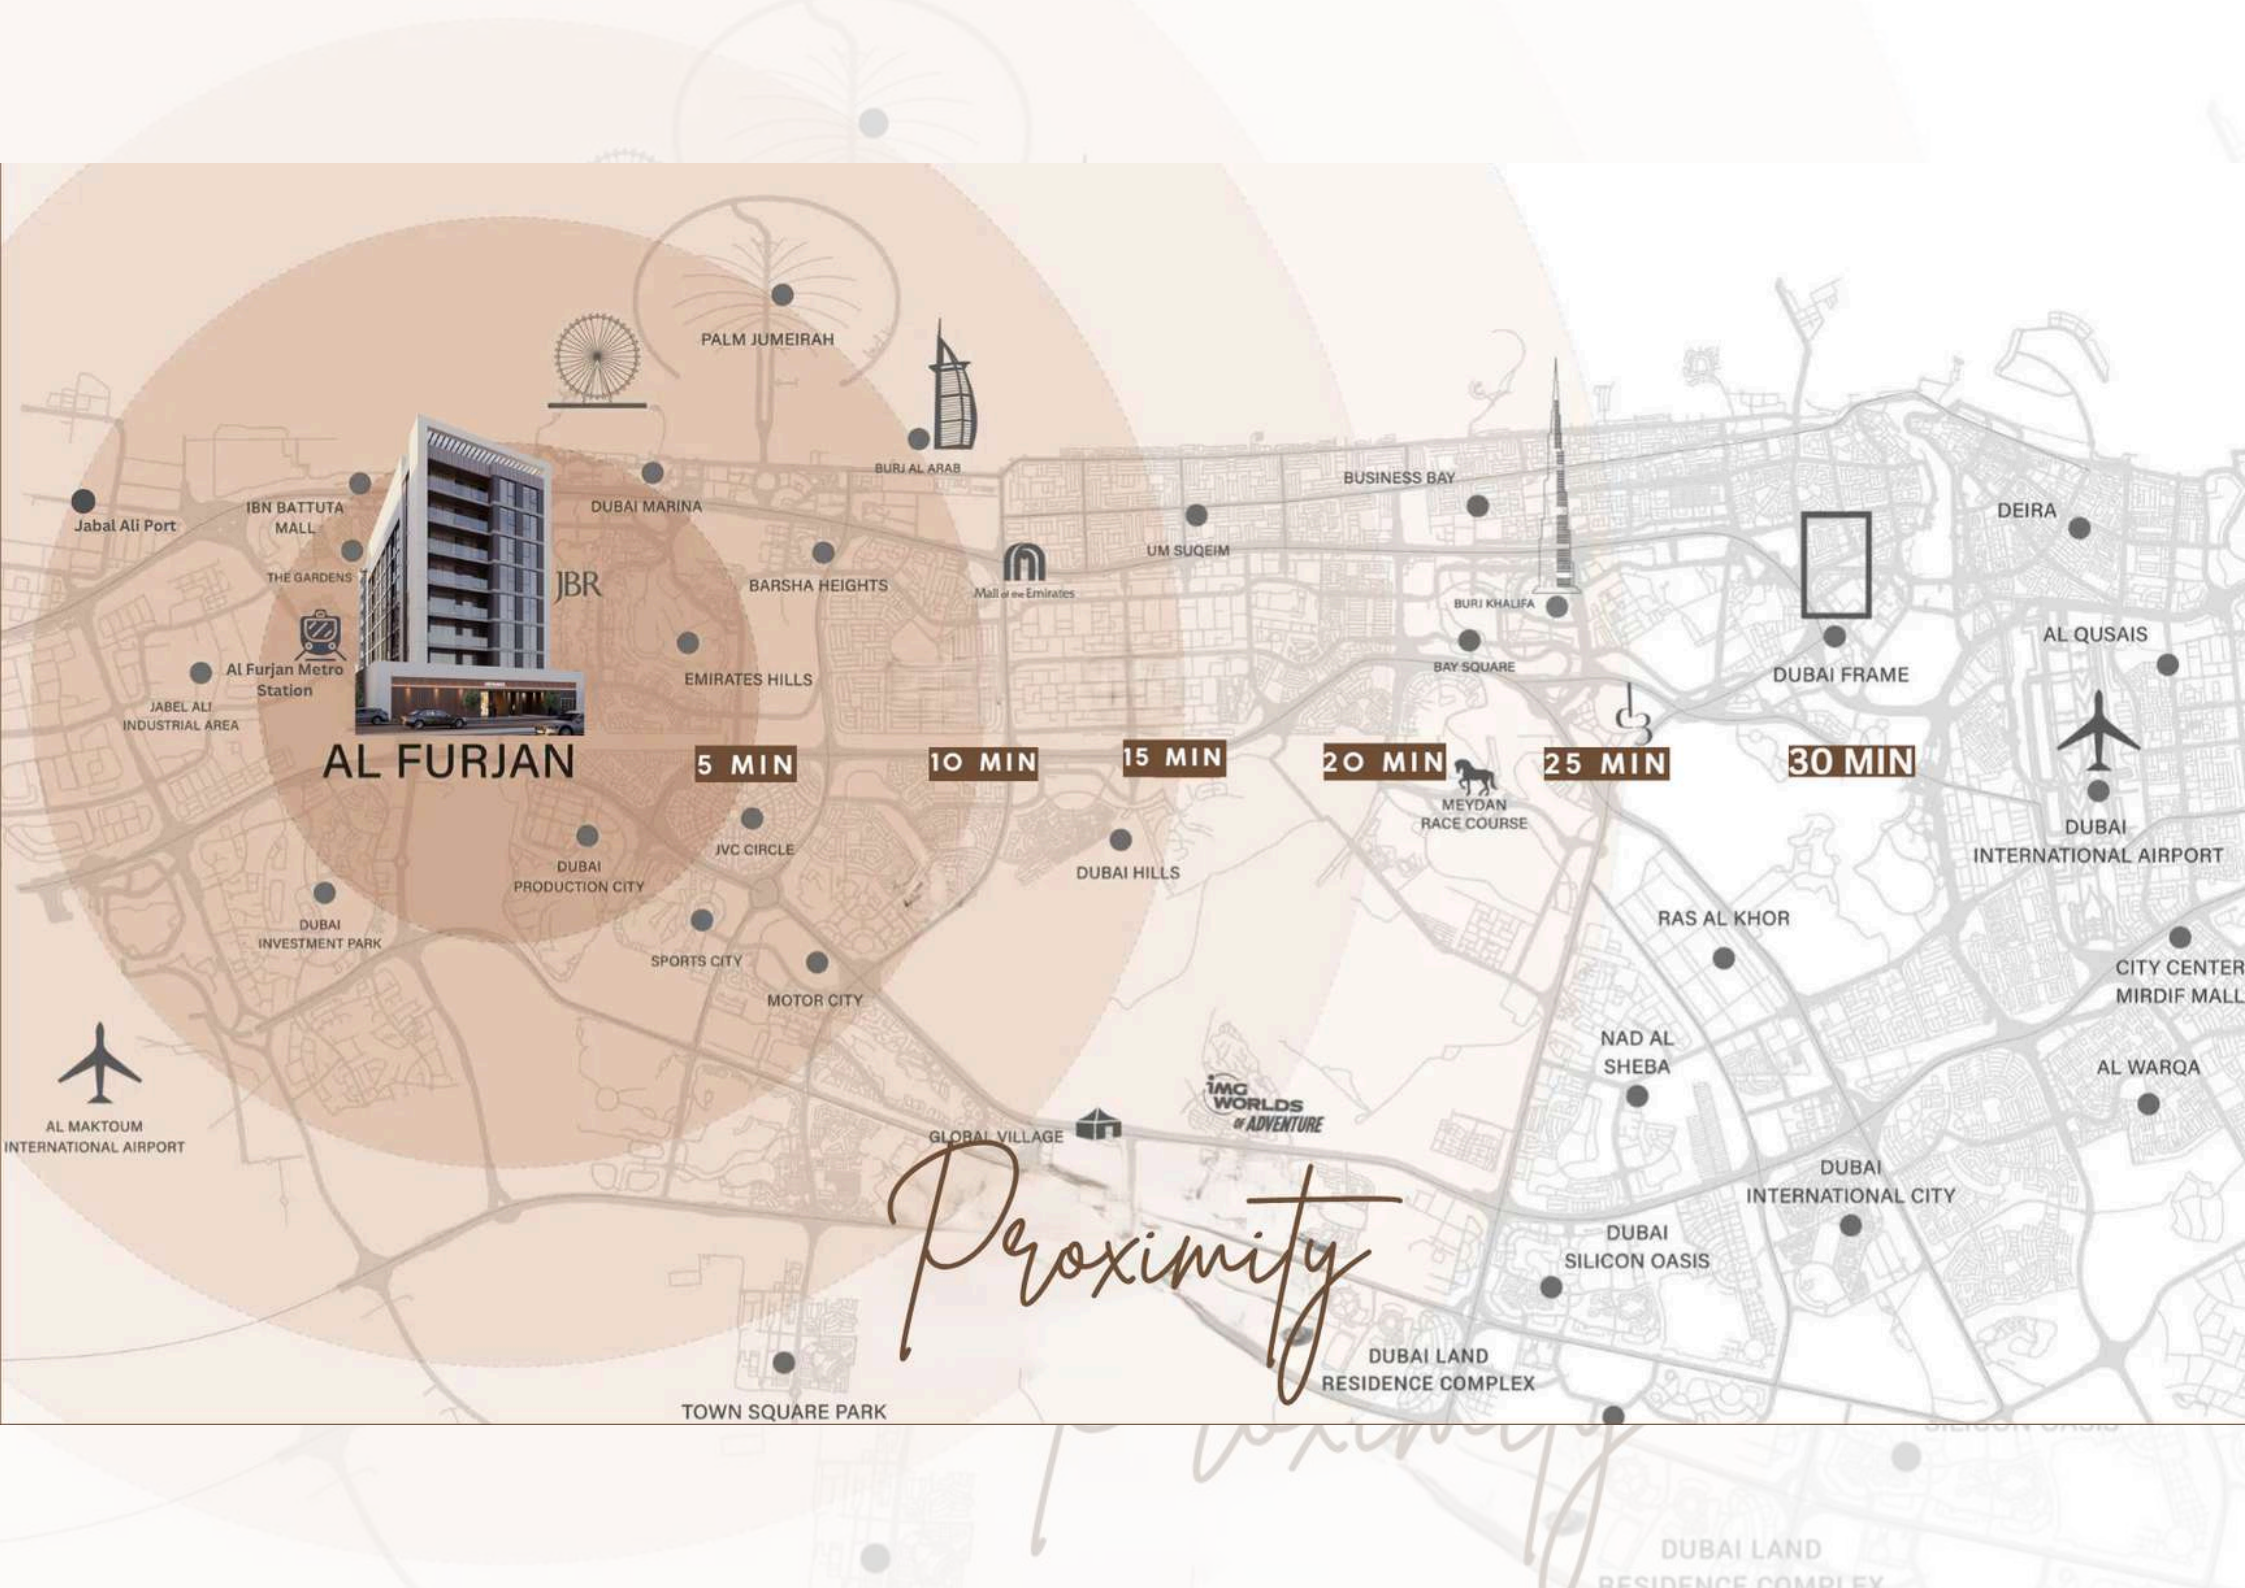 PALM JUMEIRAH
BURJ AL ARAB
IBN BATTUTA
MALL
Jabal Ali Port
DUBAI MARINA
BUSINESS BAY
DEIRA
THE GARDENS
JBR
BARSHA HEIGHTS
Mall of the Emirates
UM SUQEIM
BURJ KHALIFA
AL QUSAIS
Al Furjan Metro
Station
EMIRATES HILLS
BAY SQUARE
DUBAI FRAME
JABEL ALI
INDUSTRIAL AREA
d3
AL FURJAN
5 MIN
10 MIN
15 MIN
20 MIN
25 MIN
30 MIN
MEYDAN
RACE COURSE
DUBAI
INTERNATIONAL AIRPORT
JVC CIRCLE
DUBAI
PRODUCTION CITY
DUBAI HILLS
DUBAI
INVESTMENT PARK
SPORTS CITY
RAS AL KHOR
CITY CENTER
MIRDIF MALL
MOTOR CITY
NAD AL
SHEBA
AL WARQA
AL MAKTOUM
INTERNATIONAL AIRPORT
GLOBAL VILLAGE
iMG
WORLDS
OF ADVENTURE
DUBAI
INTERNATIONAL CITY
Proximity
DUBAI
SILICON OASIS
DUBAI LAND
RESIDENCE COMPLEX
TOWN SQUARE PARK
SILICON OASIS
Proximity
DUBAI LAND
RESIDENCE COMPLEX